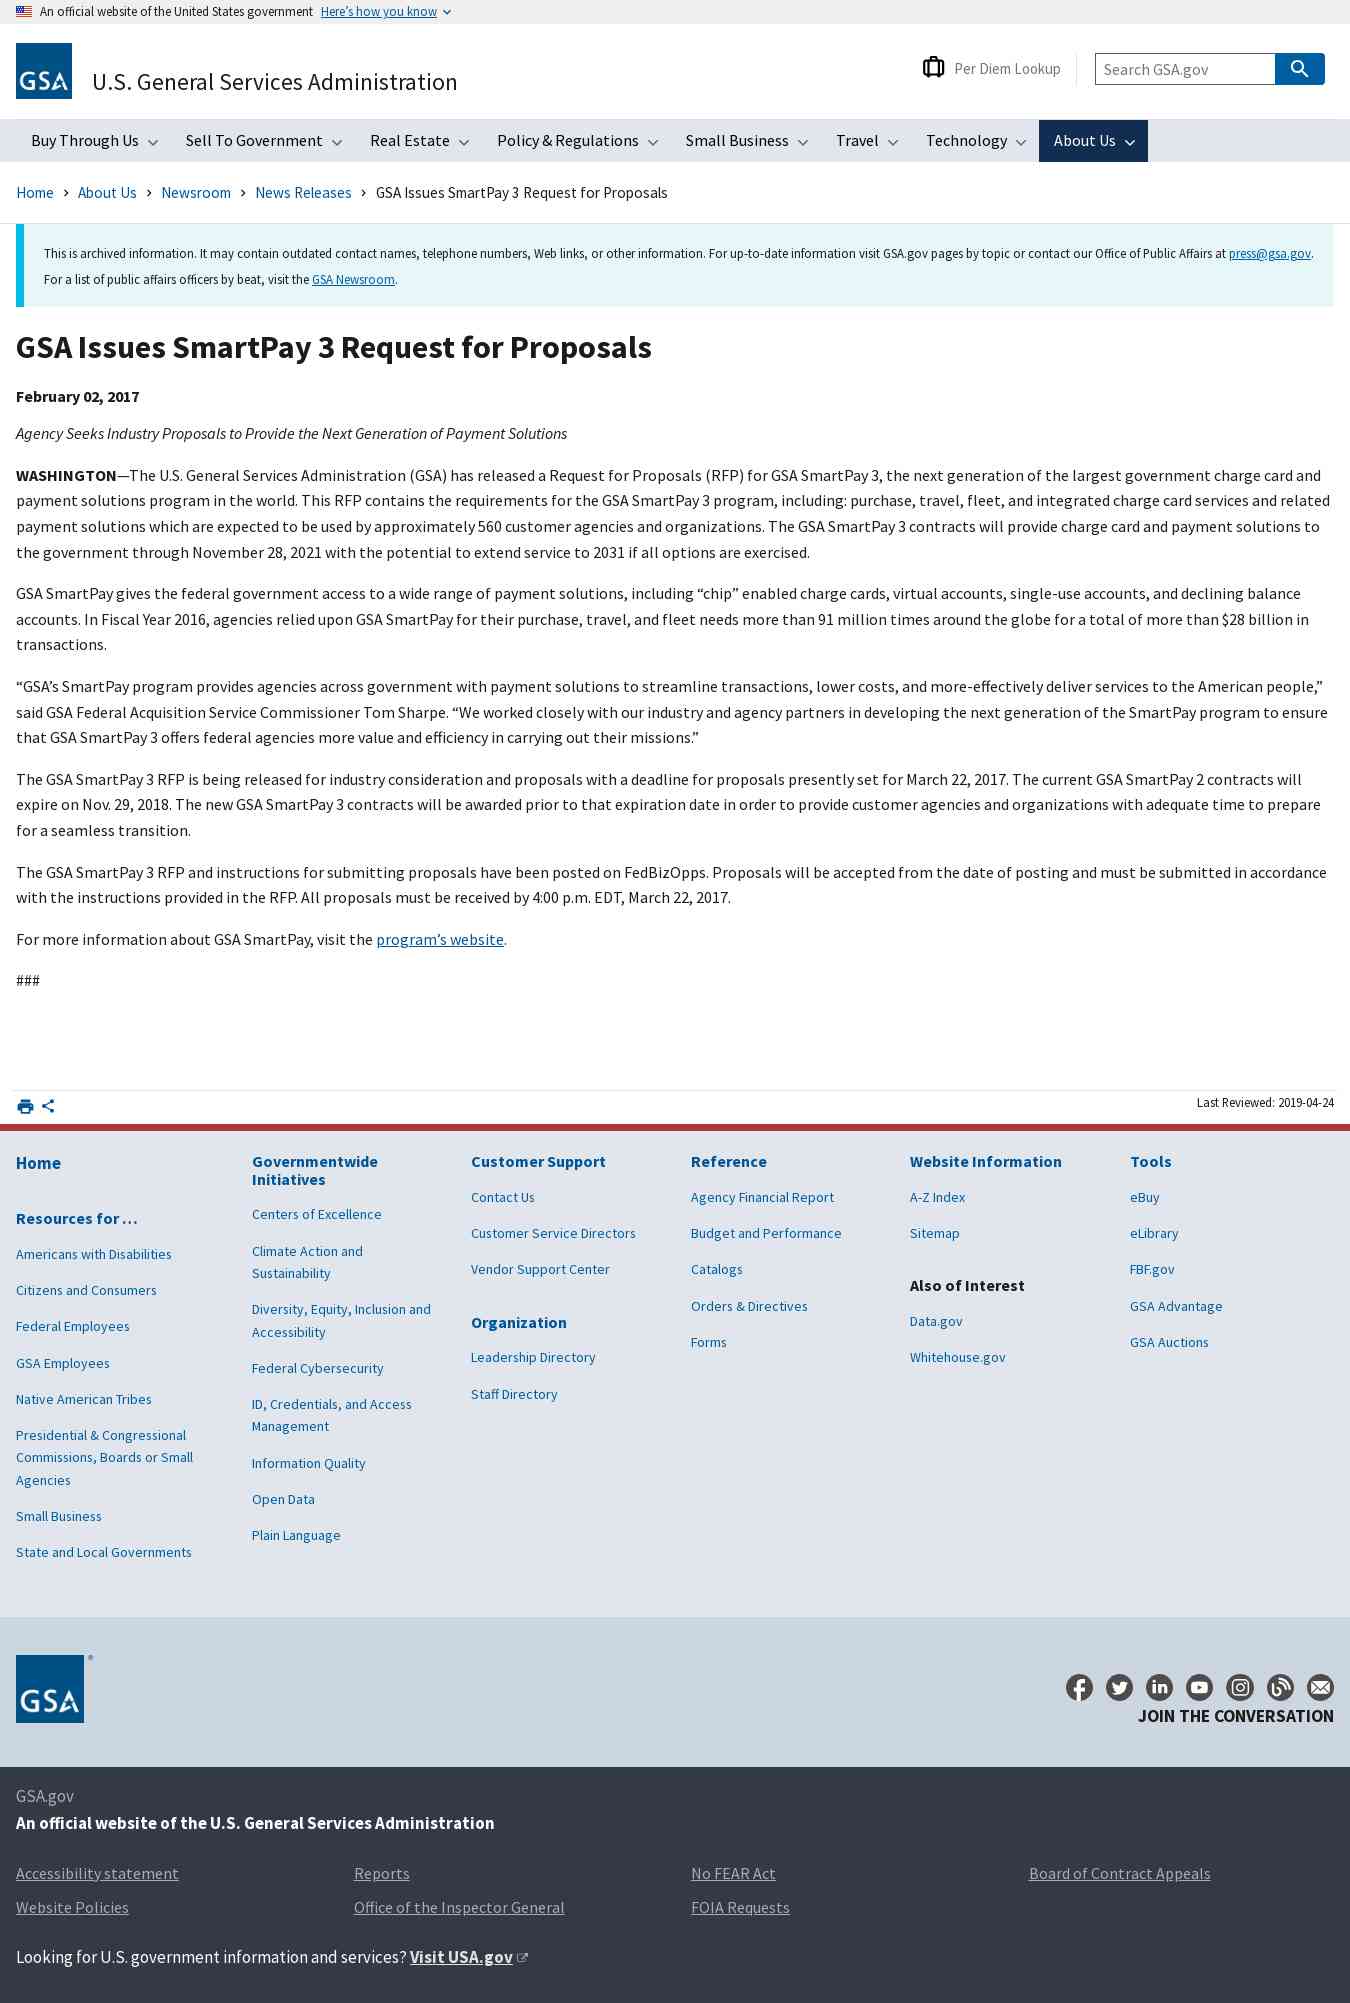 An official website of the United States government Here’s how you know
GSA
U.S. General Services Administration
Per Diem Lookup
Search GSA.gov
Buy Through Us
Sell To Government
Real Estate
Policy & Regulations
Small Business
Travel
Technology
About Us
Home › About Us › Newsroom › News Releases › GSA Issues SmartPay 3 Request for Proposals
This is archived information. It may contain outdated contact names, telephone numbers, Web links, or other information. For up-to-date information visit GSA.gov pages by topic or contact our Office of Public Affairs at press@gsa.gov.
For a list of public affairs officers by beat, visit the GSA Newsroom.
GSA Issues SmartPay 3 Request for Proposals
February 02, 2017
Agency Seeks Industry Proposals to Provide the Next Generation of Payment Solutions
WASHINGTON—The U.S. General Services Administration (GSA) has released a Request for Proposals (RFP) for GSA SmartPay 3, the next generation of the largest government charge card and
payment solutions program in the world. This RFP contains the requirements for the GSA SmartPay 3 program, including: purchase, travel, fleet, and integrated charge card services and related
payment solutions which are expected to be used by approximately 560 customer agencies and organizations. The GSA SmartPay 3 contracts will provide charge card and payment solutions to
the government through November 28, 2021 with the potential to extend service to 2031 if all options are exercised.
GSA SmartPay gives the federal government access to a wide range of payment solutions, including “chip” enabled charge cards, virtual accounts, single-use accounts, and declining balance
accounts. In Fiscal Year 2016, agencies relied upon GSA SmartPay for their purchase, travel, and fleet needs more than 91 million times around the globe for a total of more than $28 billion in
transactions.
“GSA’s SmartPay program provides agencies across government with payment solutions to streamline transactions, lower costs, and more-effectively deliver services to the American people,”
said GSA Federal Acquisition Service Commissioner Tom Sharpe. “We worked closely with our industry and agency partners in developing the next generation of the SmartPay program to ensure
that GSA SmartPay 3 offers federal agencies more value and efficiency in carrying out their missions.”
The GSA SmartPay 3 RFP is being released for industry consideration and proposals with a deadline for proposals presently set for March 22, 2017. The current GSA SmartPay 2 contracts will
expire on Nov. 29, 2018. The new GSA SmartPay 3 contracts will be awarded prior to that expiration date in order to provide customer agencies and organizations with adequate time to prepare
for a seamless transition.
The GSA SmartPay 3 RFP and instructions for submitting proposals have been posted on FedBizOpps. Proposals will be accepted from the date of posting and must be submitted in accordance
with the instructions provided in the RFP. All proposals must be received by 4:00 p.m. EDT, March 22, 2017.
For more information about GSA SmartPay, visit the program’s website.
###
Last Reviewed: 2019-04-24
Home
Resources for …
Americans with Disabilities
Citizens and Consumers
Federal Employees
GSA Employees
Native American Tribes
Presidential & Congressional
Commissions, Boards or Small
Agencies
Small Business
State and Local Governments
Governmentwide
Initiatives
Centers of Excellence
Climate Action and
Sustainability
Diversity, Equity, Inclusion and
Accessibility
Federal Cybersecurity
ID, Credentials, and Access
Management
Information Quality
Open Data
Plain Language
Customer Support
Contact Us
Customer Service Directors
Vendor Support Center
Organization
Leadership Directory
Staff Directory
Reference
Agency Financial Report
Budget and Performance
Catalogs
Orders & Directives
Forms
Website Information
A-Z Index
Sitemap
Also of Interest
Data.gov
Whitehouse.gov
Tools
eBuy
eLibrary
FBF.gov
GSA Advantage
GSA Auctions
GSA®
JOIN THE CONVERSATION
GSA.gov
An official website of the U.S. General Services Administration
Accessibility statement
Reports
No FEAR Act
Board of Contract Appeals
Website Policies
Office of the Inspector General
FOIA Requests
Looking for U.S. government information and services? Visit USA.gov